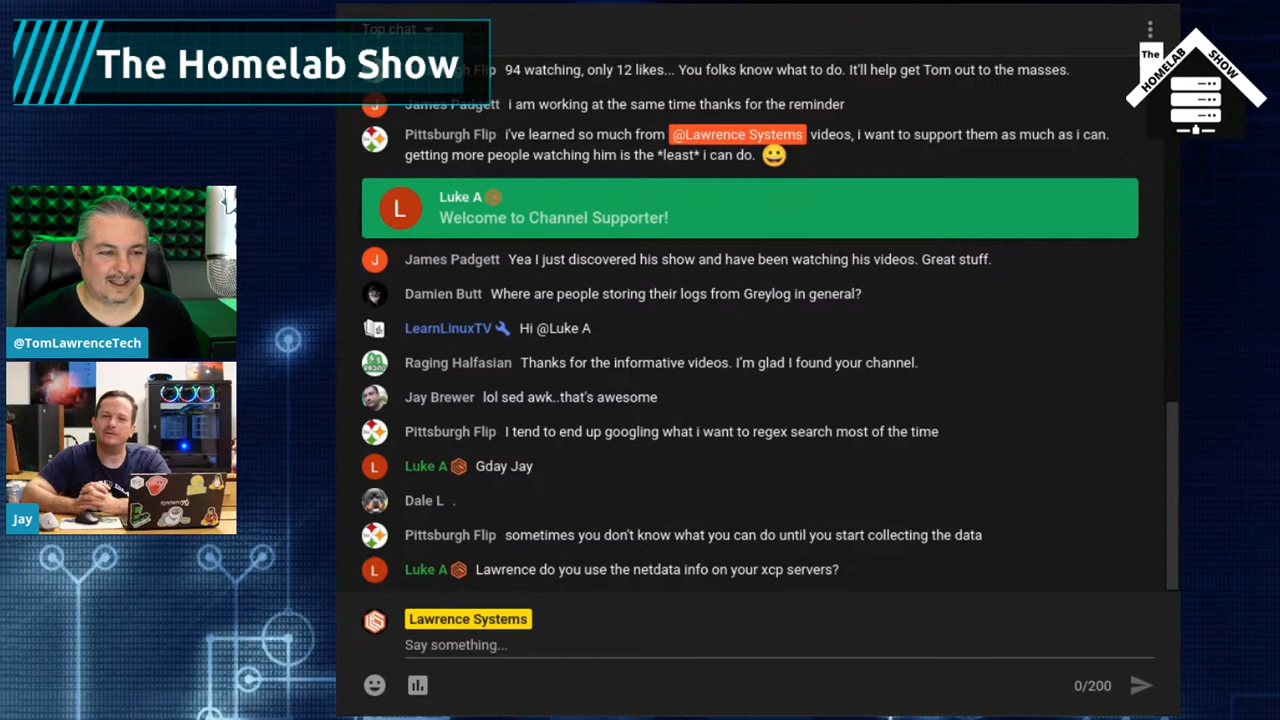 The Homelab Show
Top chat
The
HOMELAB
SHOW
Flip 94 watching, only 12 likes... You folks know what to do. It'll help get Tom out to the masses.
J James Padgett i am working at the same time thanks for the reminder
Pittsburgh Flip i've learned so much from @Lawrence Systems videos, i want to support them as much as i can.
getting more people watching him is the *least* i can do. 😀
L Luke A
Welcome to Channel Supporter!
J James Padgett Yea I just discovered his show and have been watching his videos. Great stuff.
Damien Butt Where are people storing their logs from Greylog in general?
LearnLinuxTV Hi @Luke A
Raging Halfasian Thanks for the informative videos. I'm glad I found your channel.
Jay Brewer lol sed awk..that's awesome
Pittsburgh Flip I tend to end up googling what i want to regex search most of the time
L Luke A Gday Jay
Dale L .
Pittsburgh Flip sometimes you don't know what you can do until you start collecting the data
L Luke A Lawrence do you use the netdata info on your xcp servers?
Lawrence Systems
Say something...
0/200
@TomLawrenceTech
Jay
system76